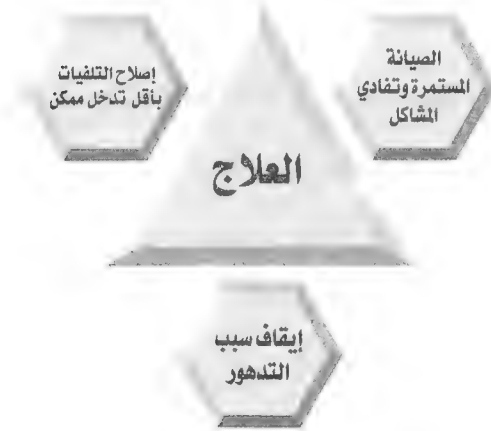 الصيانة
المستمرة وتفادي
المشاكل
إصلاح التلفيات
بأقل تدخل ممكن
العلاج
إيقاف سبب
التدهور